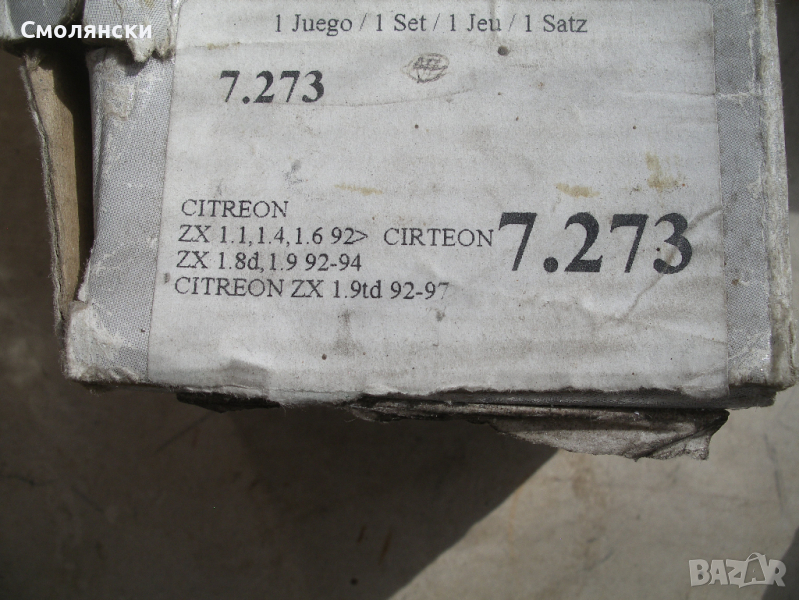 Смолянски
1 Juego / 1 Set / 1 Jeu / 1 Satz
7.273
CITREON
ZX 1.1,1.4,1.6 92> CIRTEON
ZX 1.8d,1.9 92-94
CITREON ZX 1.9td 92-97
7.273
BAZAR